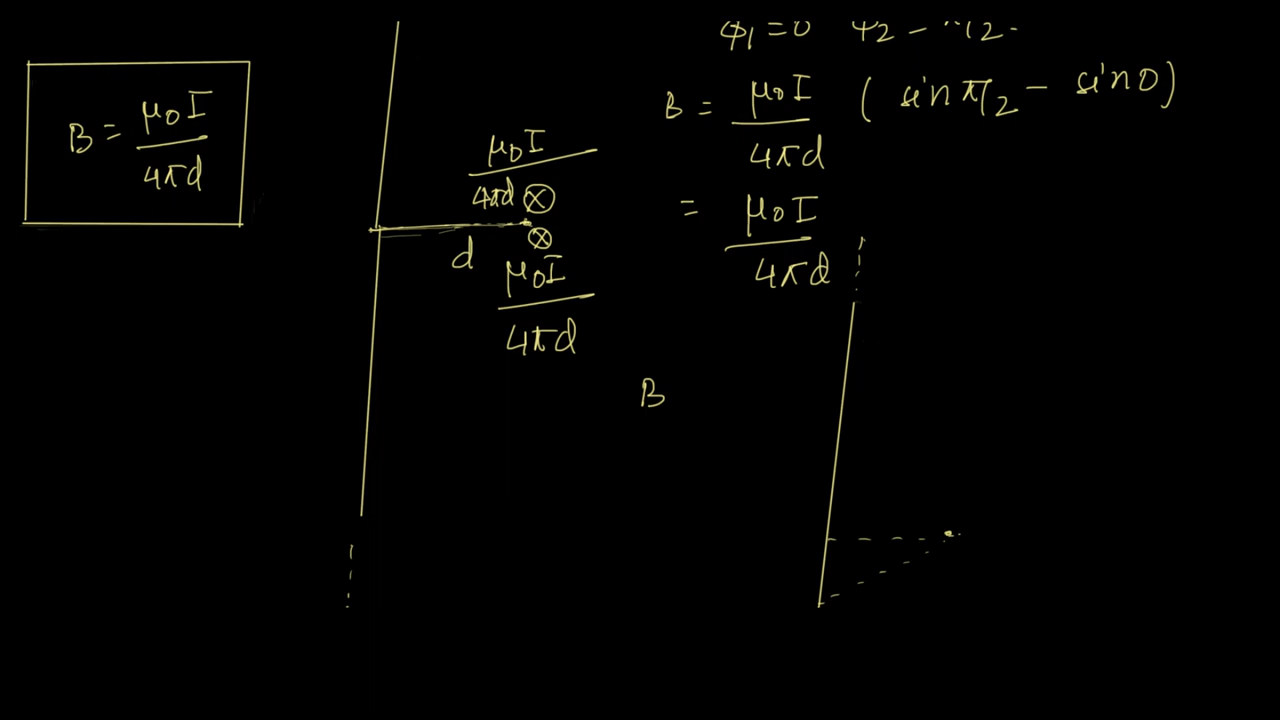 φ₁ = 0
B = μ₀I / 4πd (sin π/2 − sin 0)
= μ₀I / 4πd
B = μ₀I / 4πd
μ₀I / 4πd ⊗
⊗
d
μ₀I / 4πd
B